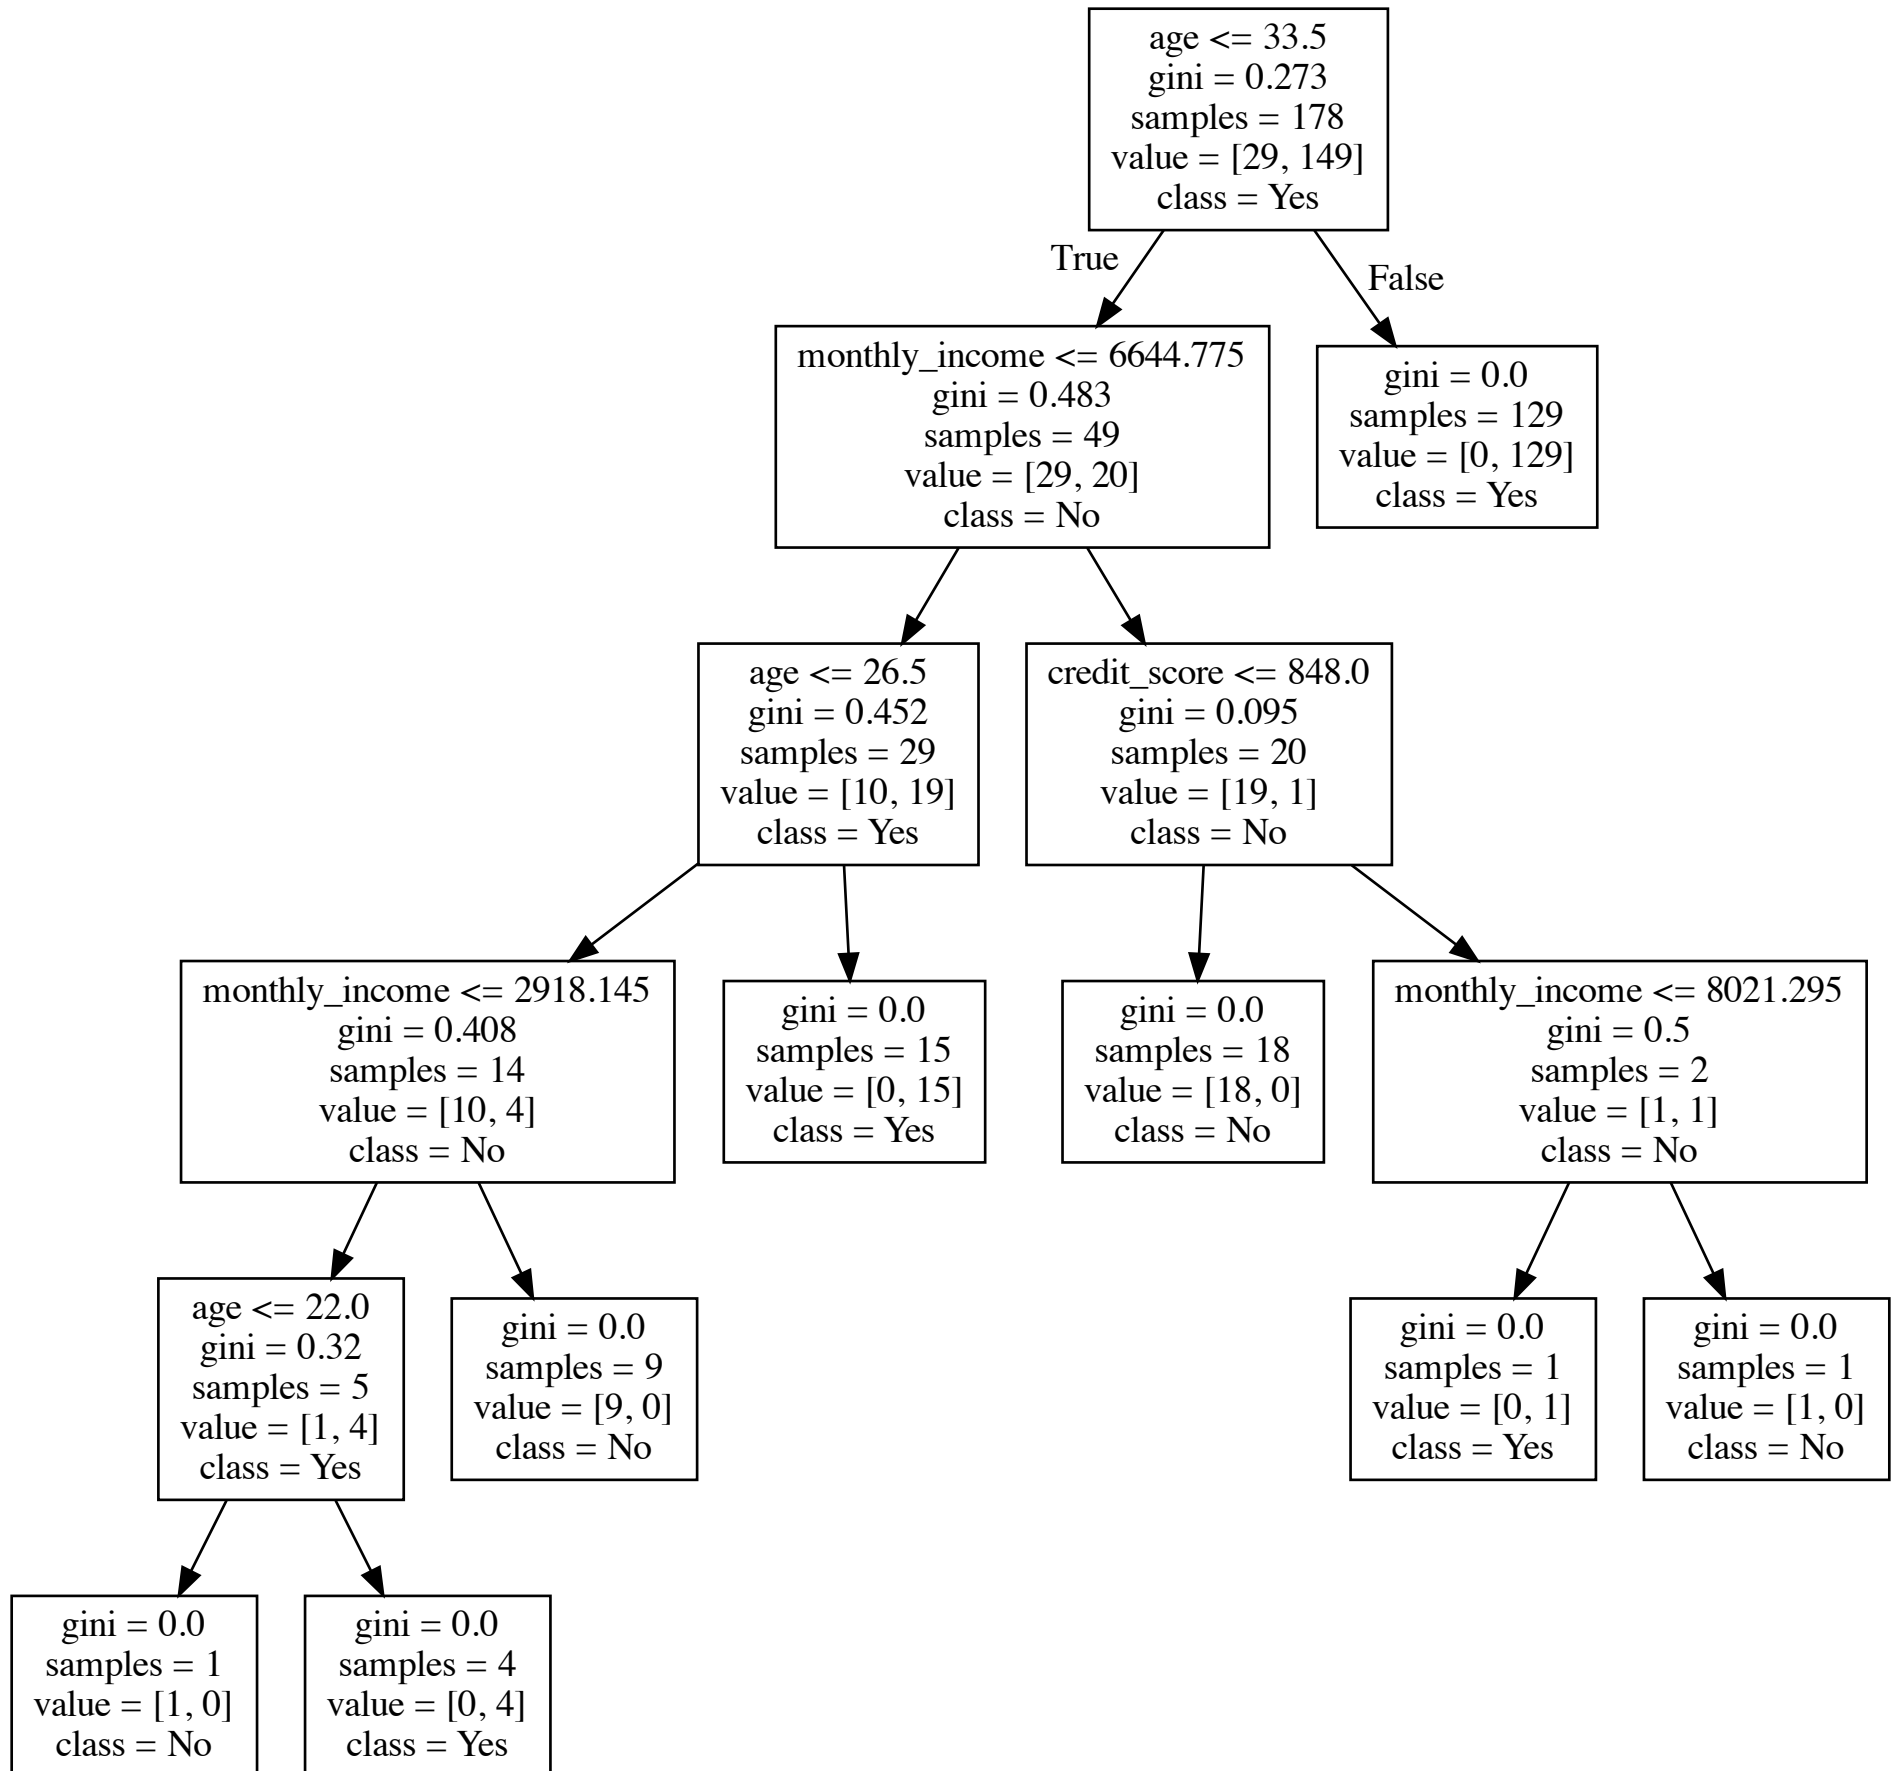 age <= 33.5
gini = 0.273
samples = 178
value = [29, 149]
class = Yes
True
False
monthly_income <= 6644.775
gini = 0.483
samples = 49
value = [29, 20]
class = No
gini = 0.0
samples = 129
value = [0, 129]
class = Yes
age <= 26.5
gini = 0.452
samples = 29
value = [10, 19]
class = Yes
credit_score <= 848.0
gini = 0.095
samples = 20
value = [19, 1]
class = No
monthly_income <= 2918.145
gini = 0.408
samples = 14
value = [10, 4]
class = No
gini = 0.0
samples = 15
value = [0, 15]
class = Yes
gini = 0.0
samples = 18
value = [18, 0]
class = No
monthly_income <= 8021.295
gini = 0.5
samples = 2
value = [1, 1]
class = No
age <= 22.0
gini = 0.32
samples = 5
value = [1, 4]
class = Yes
gini = 0.0
samples = 9
value = [9, 0]
class = No
gini = 0.0
samples = 1
value = [0, 1]
class = Yes
gini = 0.0
samples = 1
value = [1, 0]
class = No
gini = 0.0
samples = 1
value = [1, 0]
class = No
gini = 0.0
samples = 4
value = [0, 4]
class = Yes